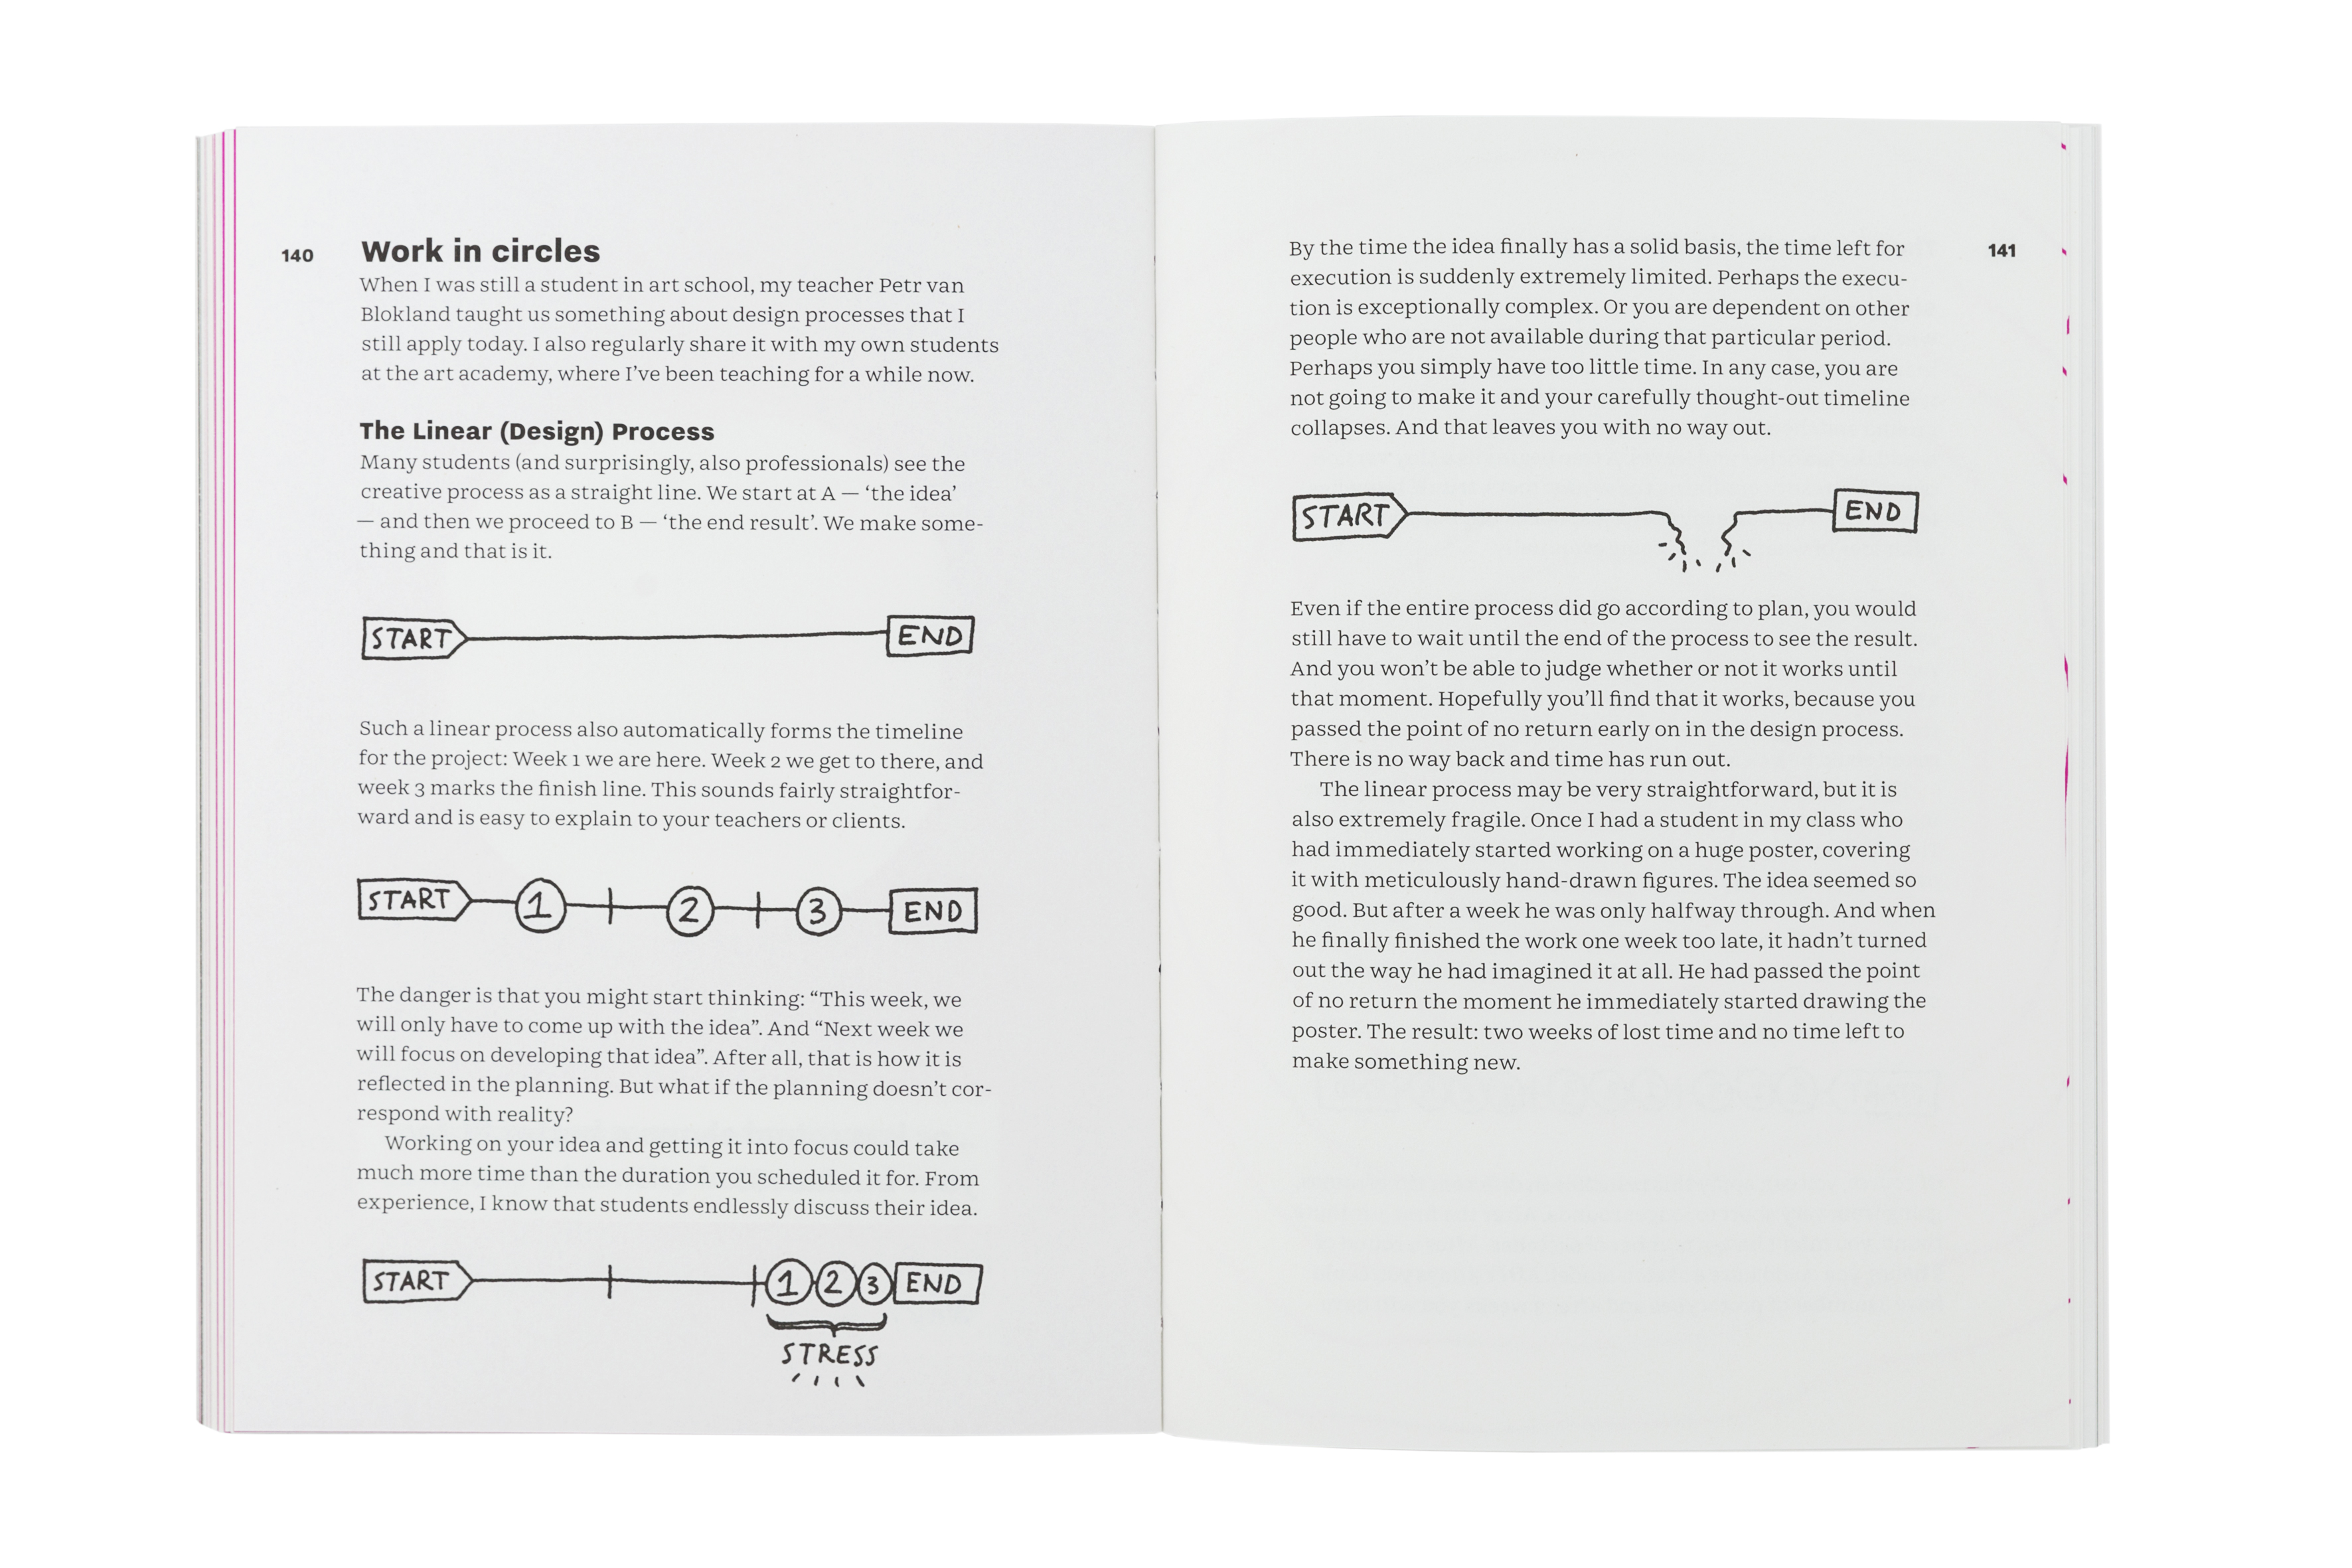 140
Work in circles
When I was still a student in art school, my teacher Petr van
Blokland taught us something about design processes that I
still apply today. I also regularly share it with my own students
at the art academy, where I’ve been teaching for a while now.
The Linear (Design) Process
Many students (and surprisingly, also professionals) see the
creative process as a straight line. We start at A — ‘the idea’
— and then we proceed to B — ‘the end result’. We make some-
thing and that is it.
START END
Such a linear process also automatically forms the timeline
for the project: Week 1 we are here. Week 2 we get to there, and
week 3 marks the finish line. This sounds fairly straightfor-
ward and is easy to explain to your teachers or clients.
START 1 2 3 END
The danger is that you might start thinking: “This week, we
will only have to come up with the idea”. And “Next week we
will focus on developing that idea”. After all, that is how it is
reflected in the planning. But what if the planning doesn’t cor-
respond with reality?
Working on your idea and getting it into focus could take
much more time than the duration you scheduled it for. From
experience, I know that students endlessly discuss their idea.
START 1 2 3 END
STRESS
141
By the time the idea finally has a solid basis, the time left for
execution is suddenly extremely limited. Perhaps the execu-
tion is exceptionally complex. Or you are dependent on other
people who are not available during that particular period.
Perhaps you simply have too little time. In any case, you are
not going to make it and your carefully thought-out timeline
collapses. And that leaves you with no way out.
START END
Even if the entire process did go according to plan, you would
still have to wait until the end of the process to see the result.
And you won’t be able to judge whether or not it works until
that moment. Hopefully you’ll find that it works, because you
passed the point of no return early on in the design process.
There is no way back and time has run out.
The linear process may be very straightforward, but it is
also extremely fragile. Once I had a student in my class who
had immediately started working on a huge poster, covering
it with meticulously hand-drawn figures. The idea seemed so
good. But after a week he was only halfway through. And when
he finally finished the work one week too late, it hadn’t turned
out the way he had imagined it at all. He had passed the point
of no return the moment he immediately started drawing the
poster. The result: two weeks of lost time and no time left to
make something new.